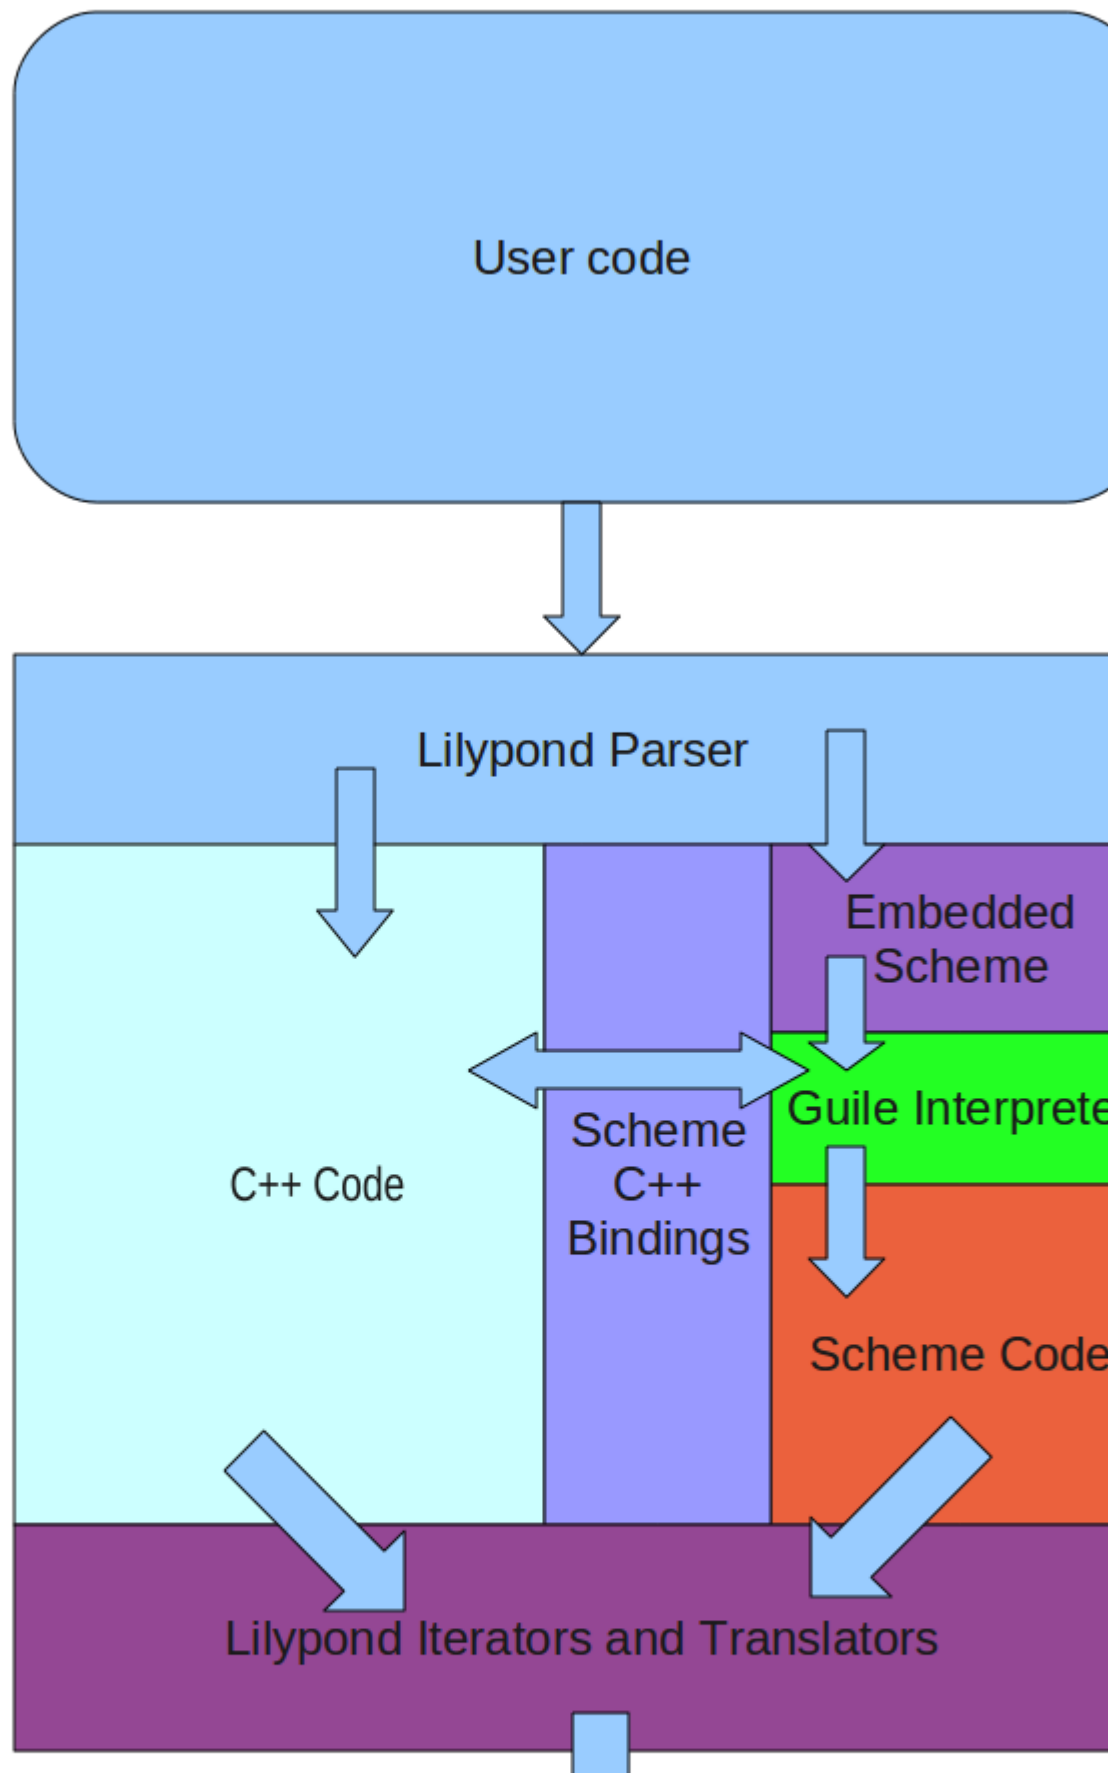 User code
Lilypond Parser
Embedded
Scheme
Guile Interprete
Scheme
C++
Bindings
C++ Code
Scheme Code
Lilypond Iterators and Translators